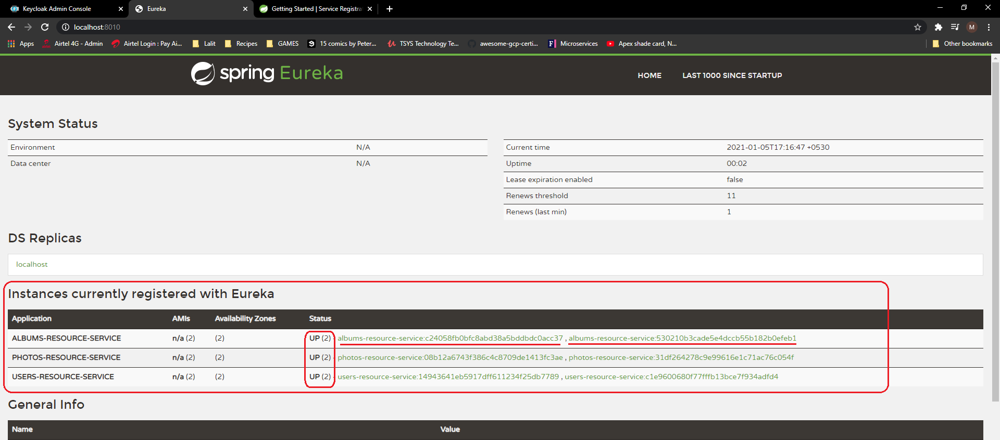 Keycloak Admin Console
Eureka
Getting Started | Service Registra
localhost:8010
M
Apps
Airtel 4G - Admin
Airtel Login : Pay Ai...
Lalit
Recipes
GAMES
15 comics by Peter...
TSYS Technology Te...
awesome-gcp-certi...
Microservices
Apex shade card, N...
Other bookmarks
spring Eureka
HOME
LAST 1000 SINCE STARTUP
System Status
Environment N/A
Data center N/A
Current time 2021-01-05T17:16:47 +0530
Uptime 00:02
Lease expiration enabled false
Renews threshold 11
Renews (last min) 1
DS Replicas
localhost
Instances currently registered with Eureka
Application AMIs Availability Zones Status
ALBUMS-RESOURCE-SERVICE n/a (2) (2) UP (2) - albums-resource-service:c24058fb0bfc8abd38a5bddbdc0acc37 , albums-resource-service:530210b3cade5e4dccb55b182b0efeb1
PHOTOS-RESOURCE-SERVICE n/a (2) (2) UP (2) - photos-resource-service:08b12a6743f386c4c8709de1413fc3ae , photos-resource-service:31df264278c9e99616e1c71ac76c054f
USERS-RESOURCE-SERVICE n/a (2) (2) UP (2) - users-resource-service:14943641eb5917dff611234f25db7789 , users-resource-service:c1e9600680f77fffb13bce7f934adfd4
General Info
Name Value